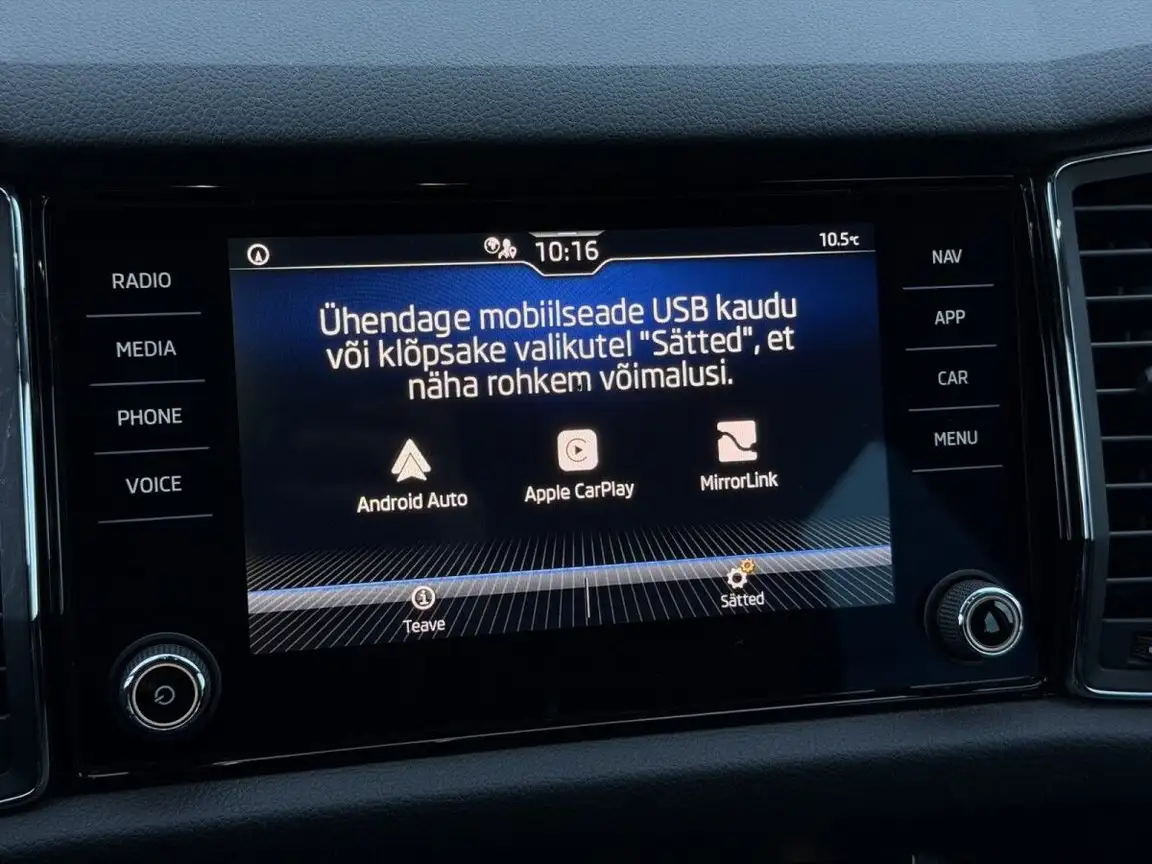 10:16
10.5°C
RADIO
MEDIA
PHONE
VOICE
Ühendage mobiilseade USB kaudu
või klõpsake valikutel "Sätted", et
näha rohkem võimalusi.
Android Auto
Apple CarPlay
MirrorLink
Teave
Sätted
NAV
APP
CAR
MENU